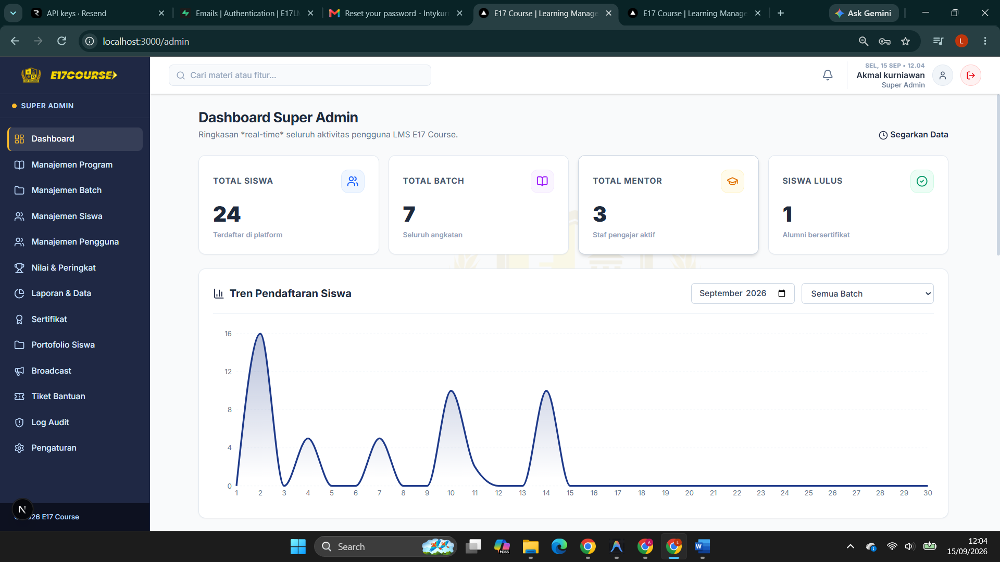 API keys · Resend
Emails | Authentication | E17LM
Reset your password - Intykurn
E17 Course | Learning Manage
E17 Course | Learning Manage
Ask Gemini
localhost:3000/admin
L
E17COURSE
SUPER ADMIN
Dashboard
Manajemen Program
Manajemen Batch
Manajemen Siswa
Manajemen Pengguna
Nilai & Peringkat
Laporan & Data
Sertifikat
Portofolio Siswa
Broadcast
Tiket Bantuan
Log Audit
Pengaturan
N
26 E17 Course
Cari materi atau fitur...
SEL, 15 SEP • 12.04
Akmal kurniawan
Super Admin
Dashboard Super Admin
Ringkasan *real-time* seluruh aktivitas pengguna LMS E17 Course.
Segarkan Data
TOTAL SISWA
24
Terdaftar di platform
TOTAL BATCH
7
Seluruh angkatan
TOTAL MENTOR
3
Staf pengajar aktif
SISWA LULUS
1
Alumni bersertifikat
Tren Pendaftaran Siswa
September 2026
Semua Batch
16
12
8
4
0
1 2 3 4 5 6 7 8 9 10 11 12 13 14 15 16 17 18 19 20 21 22 23 24 25 26 27 28 29 30
Search
M365
A
L
W
12:04
15/09/2026